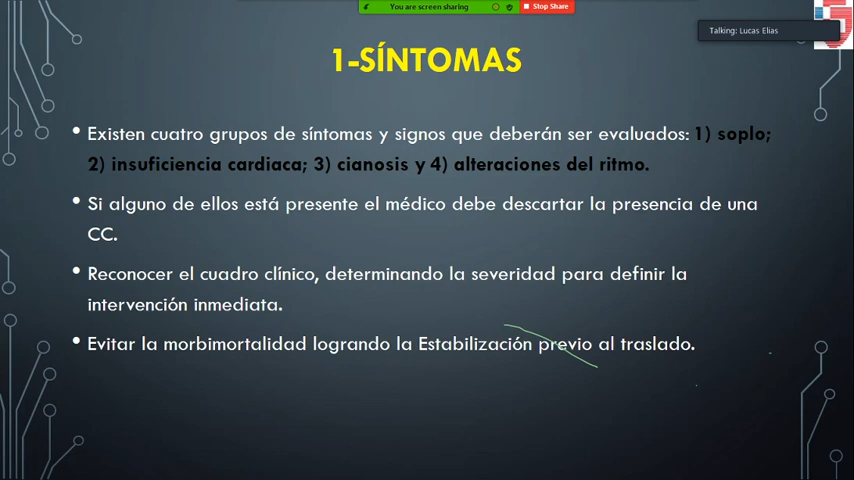 You are screen sharing
Stop Share
Talking: Lucas Elias
1-SÍNTOMAS
• Existen cuatro grupos de síntomas y signos que deberán ser evaluados: 1) soplo;
2) insuficiencia cardiaca; 3) cianosis y 4) alteraciones del ritmo.
• Si alguno de ellos está presente el médico debe descartar la presencia de una
CC.
• Reconocer el cuadro clínico, determinando la severidad para definir la
intervención inmediata.
• Evitar la morbimortalidad logrando la Estabilización previo al traslado.